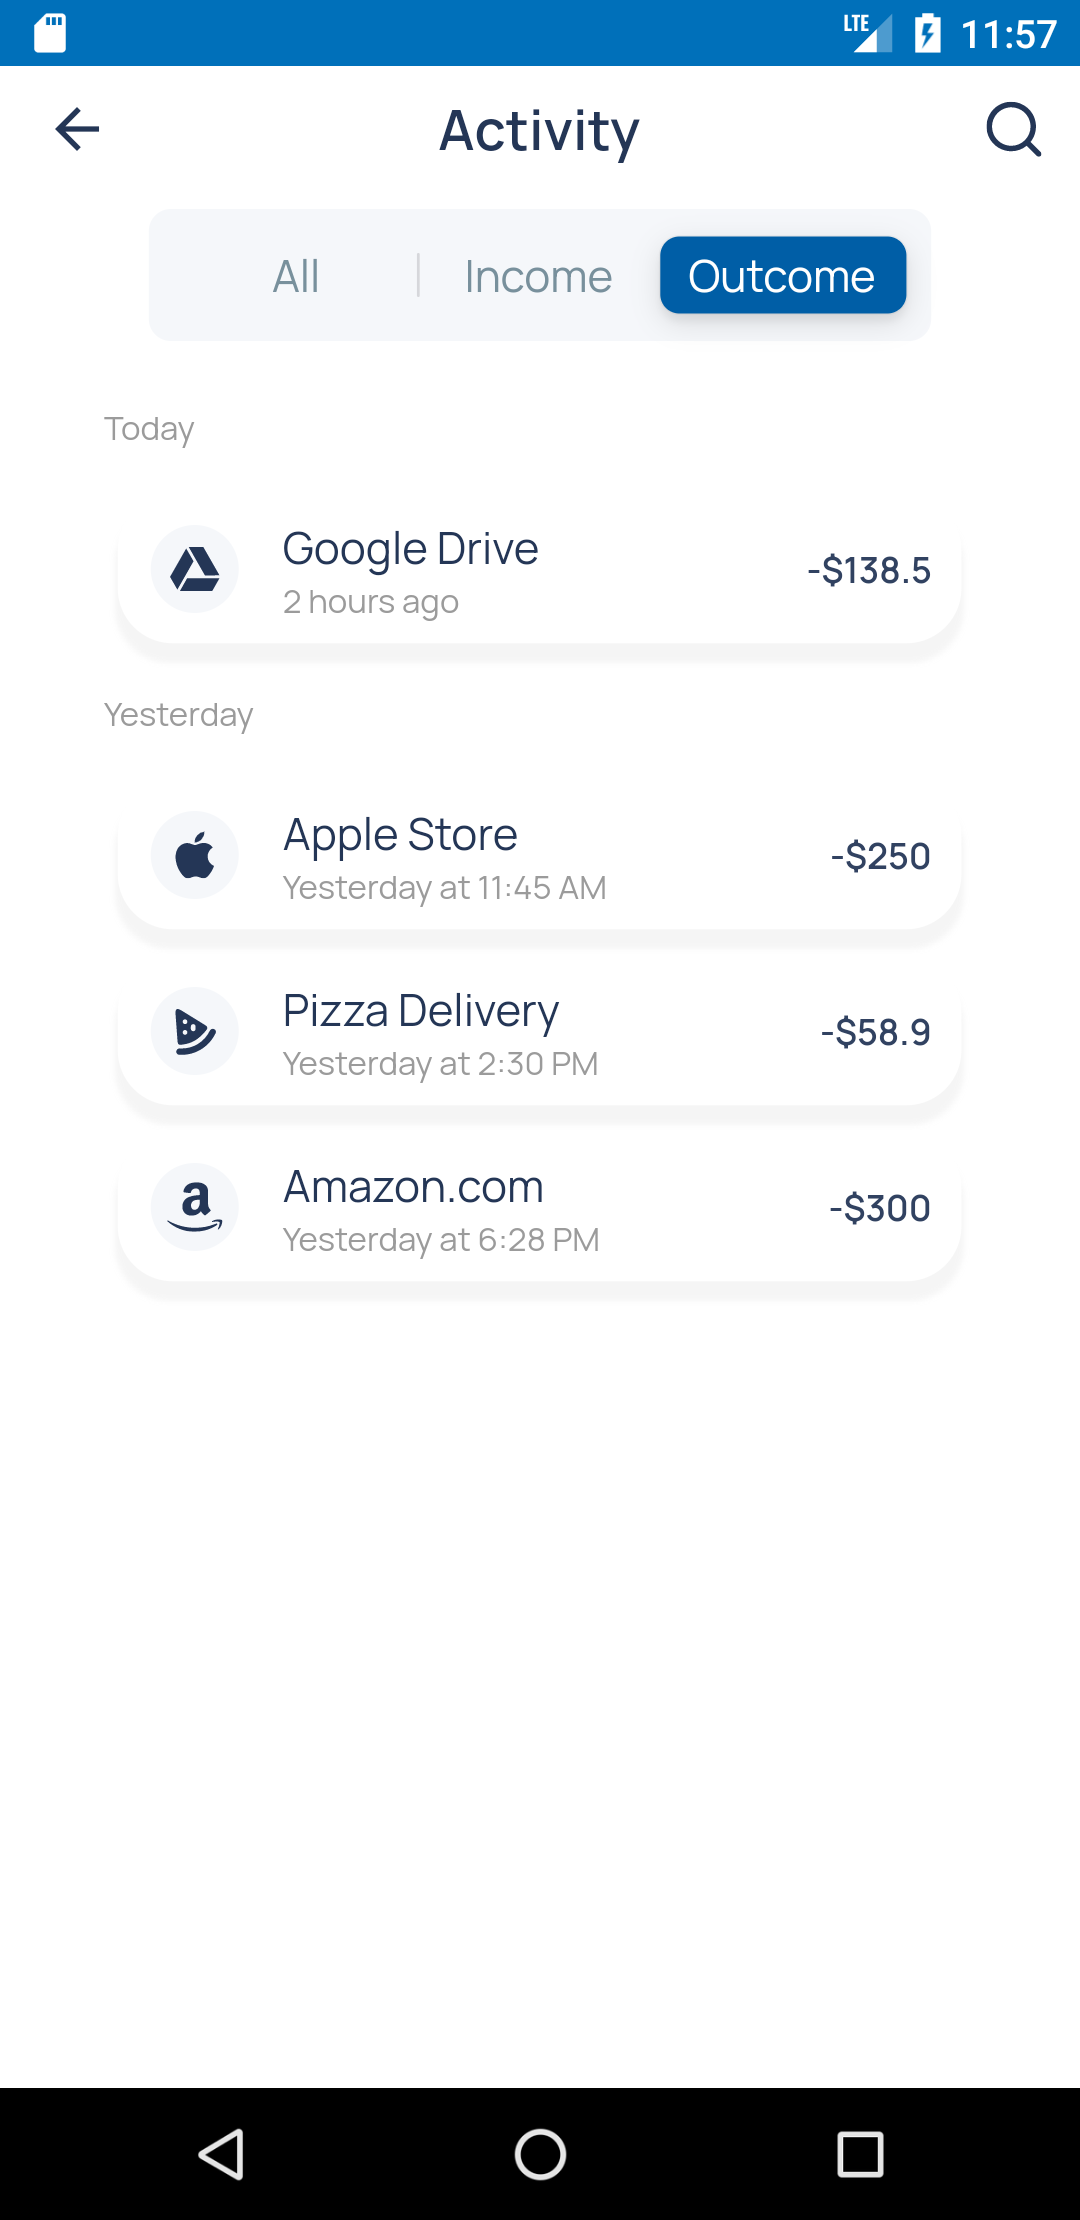 LTE 11:57
Activity
All Income Outcome
Today
Google Drive
2 hours ago
-$138.5
Yesterday
Apple Store
Yesterday at 11:45 AM
-$250
Pizza Delivery
Yesterday at 2:30 PM
-$58.9
Amazon.com
Yesterday at 6:28 PM
-$300